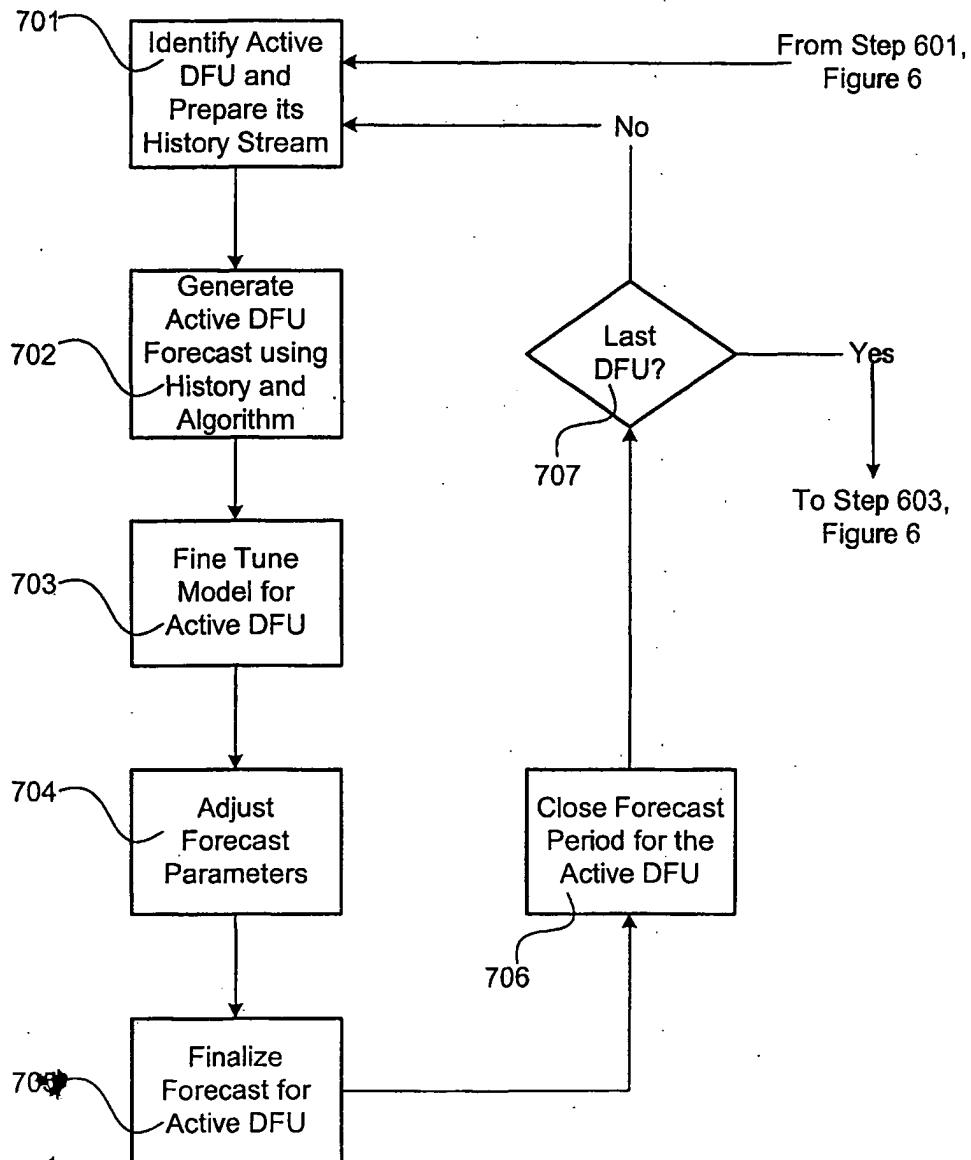 701
Identify Active
DFU and
Prepare its
History Stream
From Step 601,
Figure 6
No
702
Generate
Active DFU
Forecast using
History and
Algorithm
Last
DFU?
Yes
707
To Step 603,
Figure 6
703
Fine Tune
Model for
Active DFU
704
Adjust
Forecast
Parameters
Close Forecast
Period for the
Active DFU
706
705
Finalize
Forecast for
Active DFU